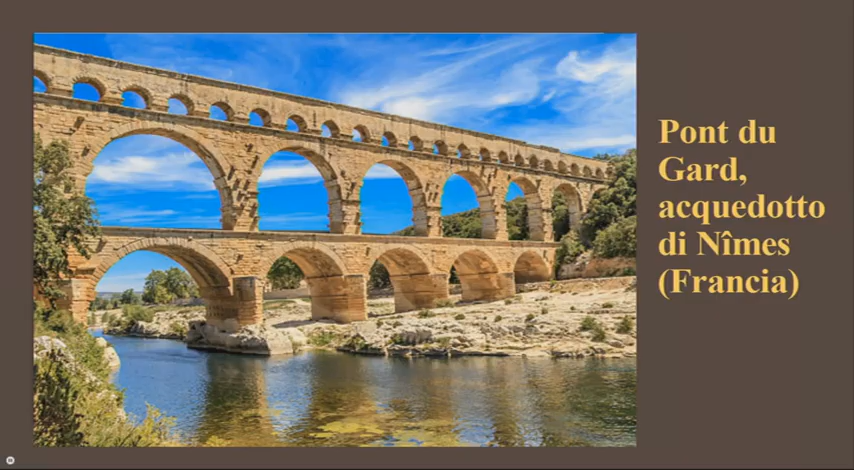 Pont du
Gard,
acquedotto
di Nîmes
(Francia)